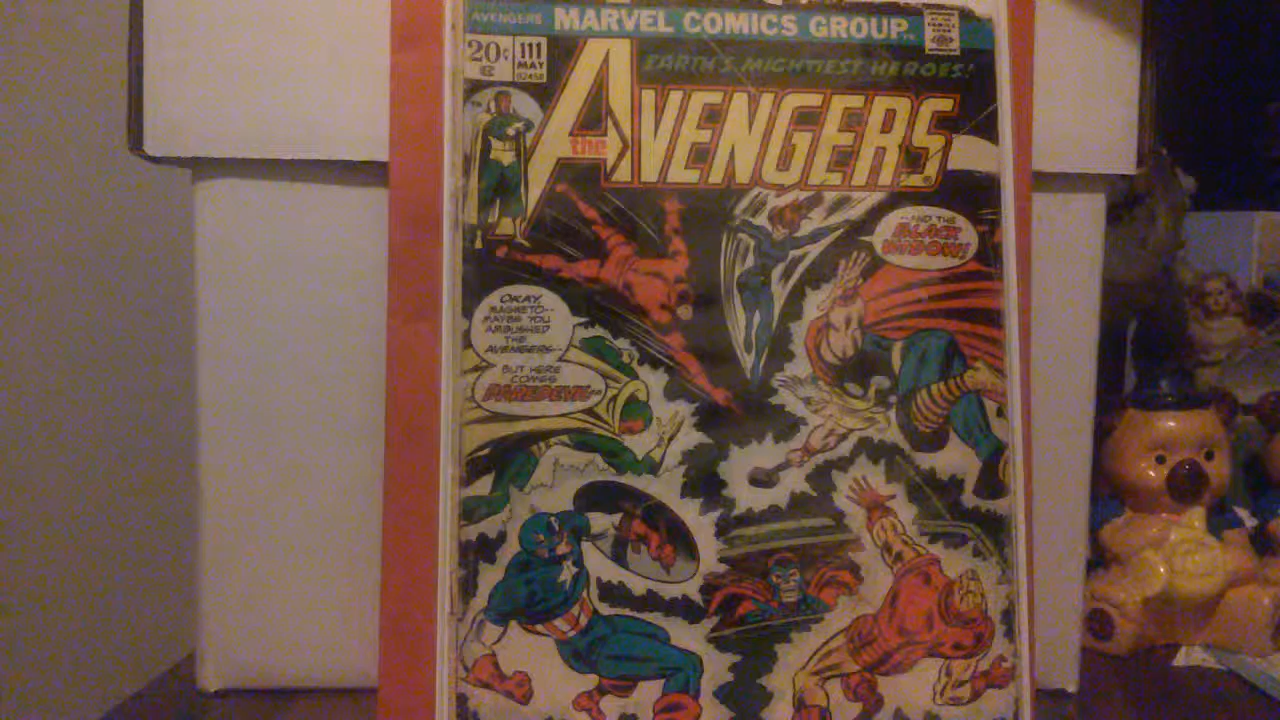 AVENGERS
MARVEL COMICS GROUP
20¢
111
MAY
02458
EARTH'S MIGHTIEST HEROES!
the AVENGERS
--AND THE
BLACK
WIDOW!
OKAY,
MAGNETO--
MAYBE YOU
AMBUSHED
THE
AVENGERS--
BUT HERE
COMES
DAREDEVIL--